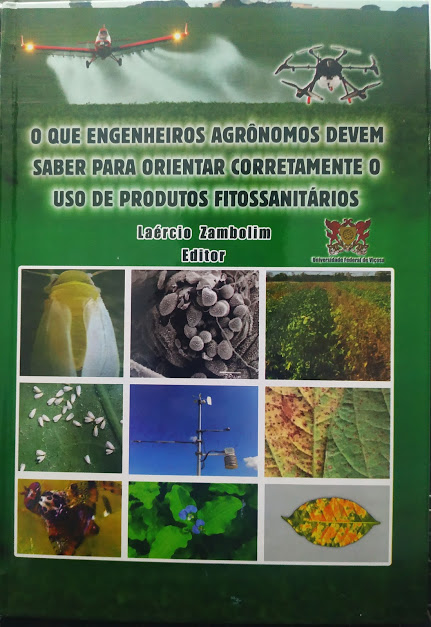 O QUE ENGENHEIROS AGRÔNOMOS DEVEM
SABER PARA ORIENTAR CORRETAMENTE O
USO DE PRODUTOS FITOSSANITÁRIOS
Laércio Zambolim
Editor
Universidade Federal de Viçosa